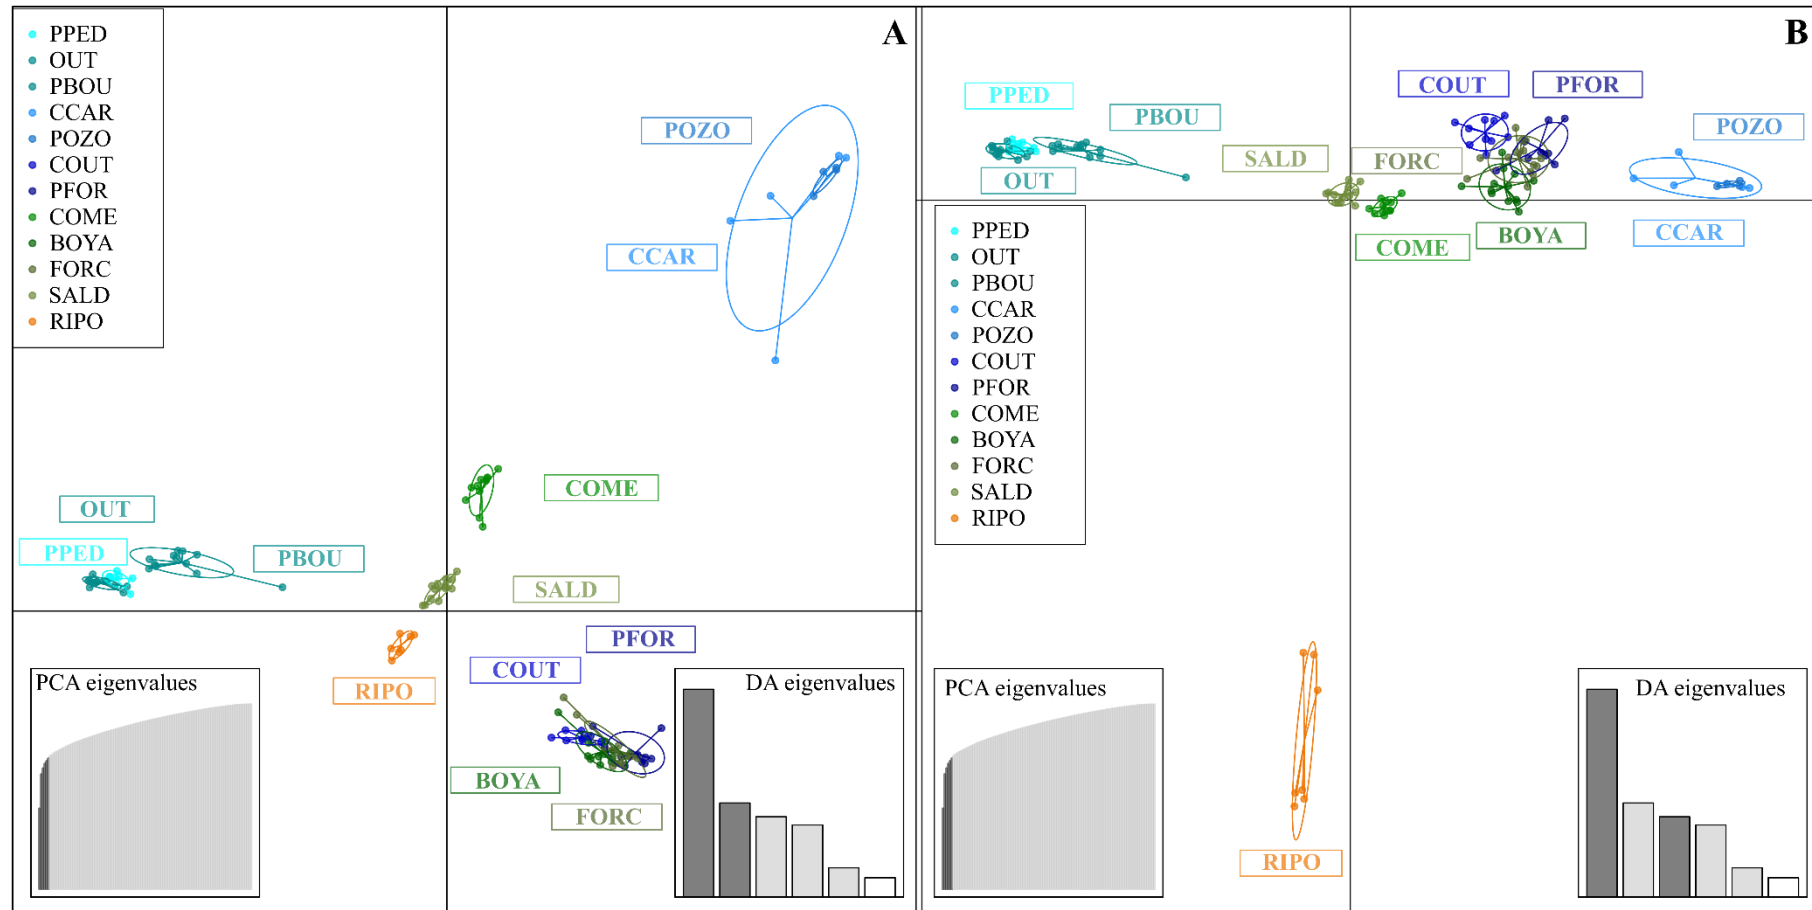 A
PPED
OUT
PBOU
CCAR
POZO
COUT
PFOR
COME
BOYA
FORC
SALD
RIPO
POZO
CCAR
COME
OUT
PPED
PBOU
SALD
PFOR
COUT
RIPO
BOYA
FORC
PCA eigenvalues
DA eigenvalues
B
COUT
PFOR
PPED
PBOU
POZO
SALD
FORC
OUT
BOYA
CCAR
COME
PPED
OUT
PBOU
CCAR
POZO
COUT
PFOR
COME
BOYA
FORC
SALD
RIPO
RIPO
PCA eigenvalues
DA eigenvalues